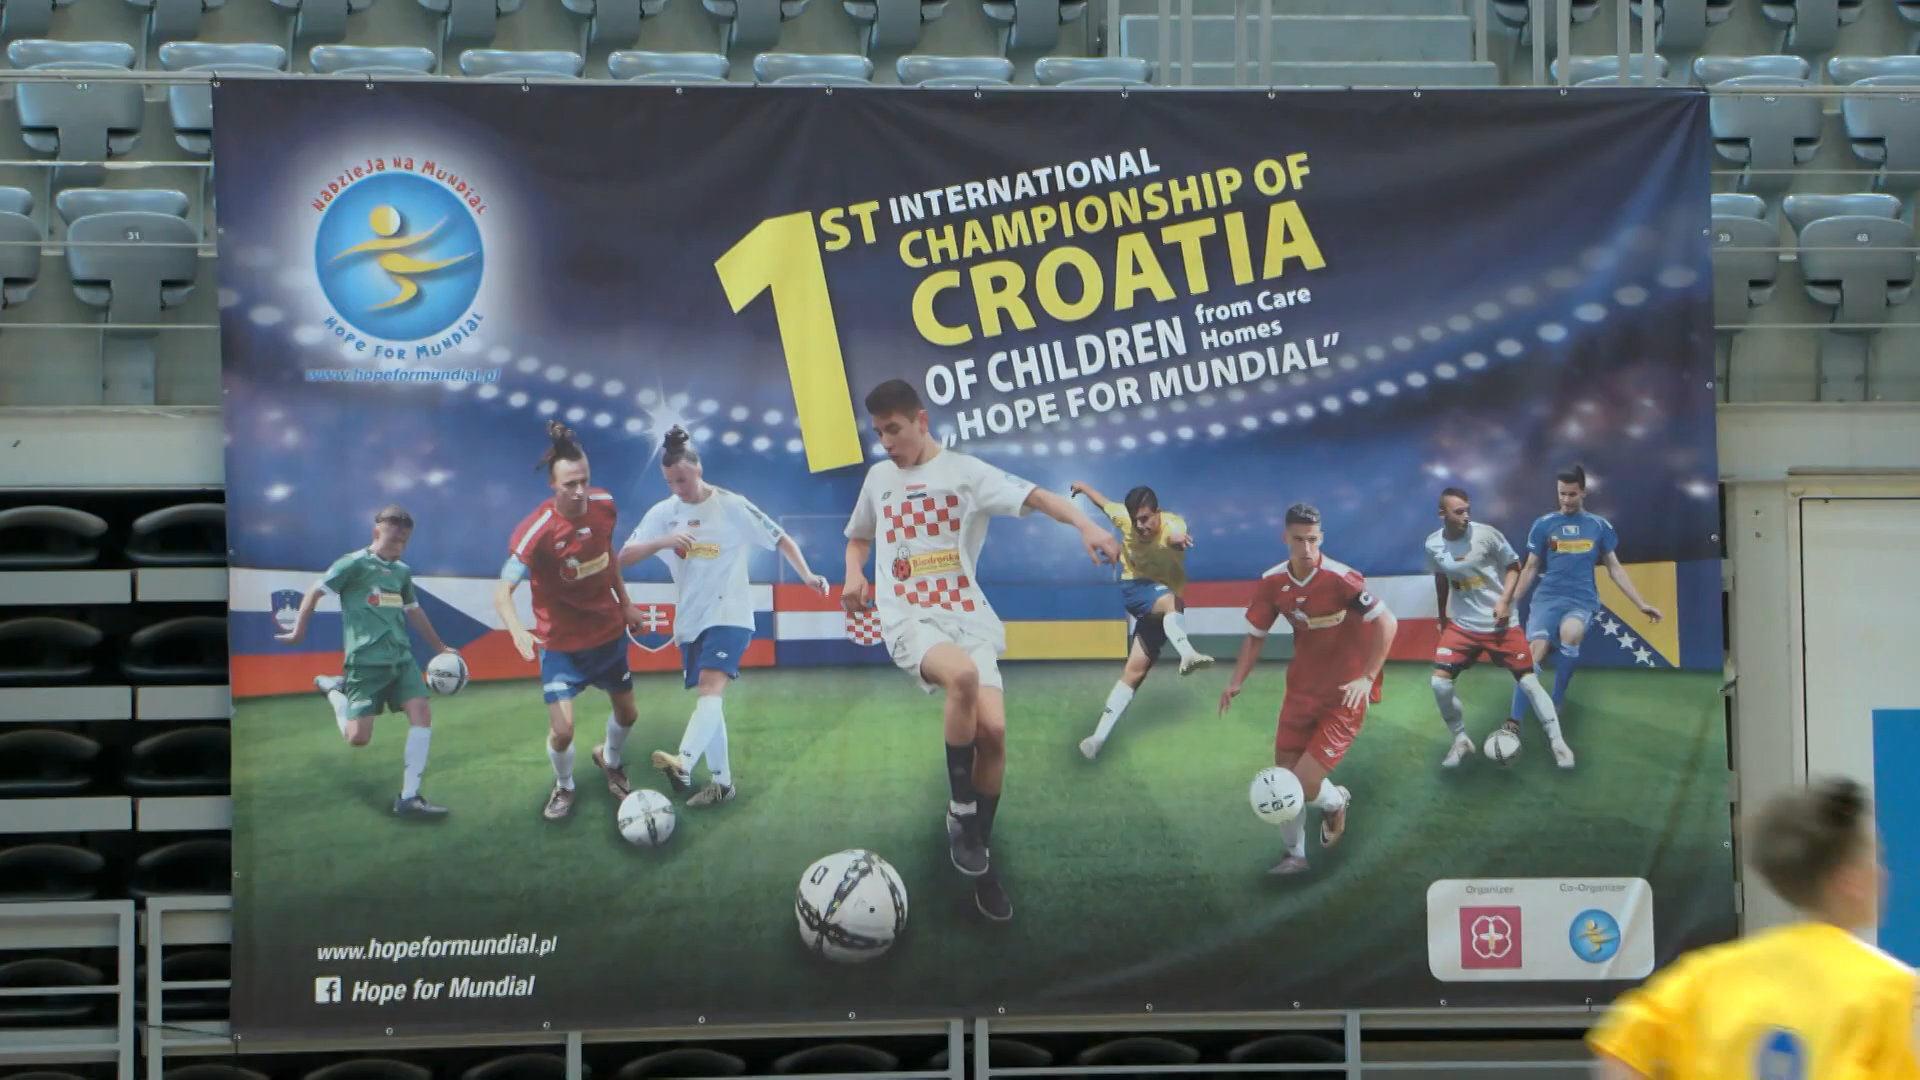 NaDzieJa Na MuNDiaL
HoPe FoR MuNDiaL
www.hopeformundial.pl
1ST INTERNATIONAL
CHAMPIONSHIP OF
CROATIA
OF CHILDREN from Care
Homes
„HOPE FOR MUNDIAL”
Biedronka
C
www.hopeformundial.pl
f Hope for Mundial
Organizer
Co-Organizer
31